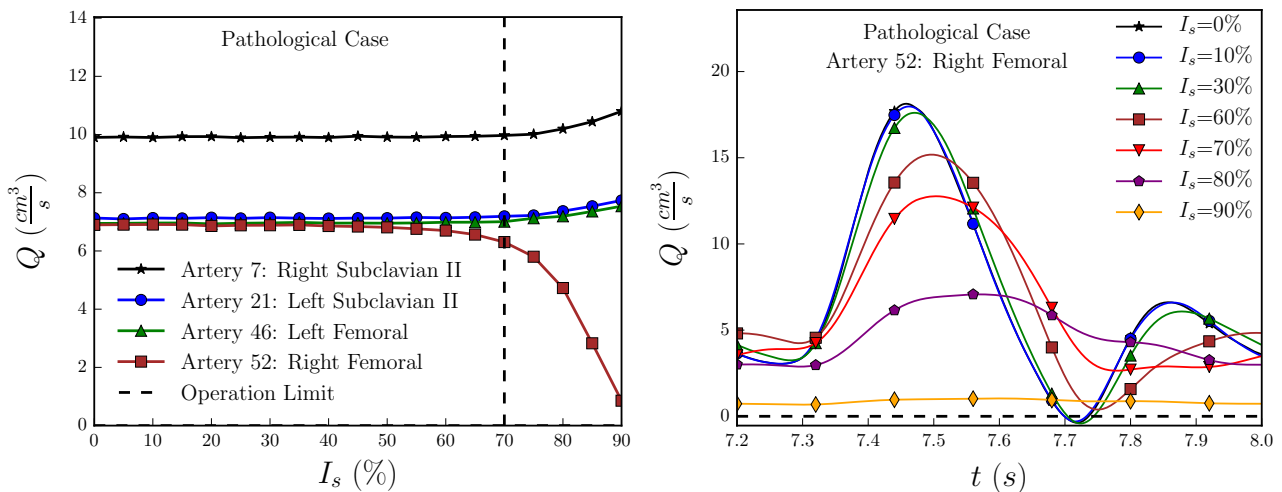 Pathological Case
Q (cm³/s)
14
12
10
8
6
4
2
0
Artery 7: Right Subclavian II
Artery 21: Left Subclavian II
Artery 46: Left Femoral
Artery 52: Right Femoral
Operation Limit
0 10 20 30 40 50 60 70 80 90
I_s (%)
Pathological Case
Artery 52: Right Femoral
Q (cm³/s)
20
15
10
5
0
I_s=0%
I_s=10%
I_s=30%
I_s=60%
I_s=70%
I_s=80%
I_s=90%
7.2 7.3 7.4 7.5 7.6 7.7 7.8 7.9 8.0
t (s)